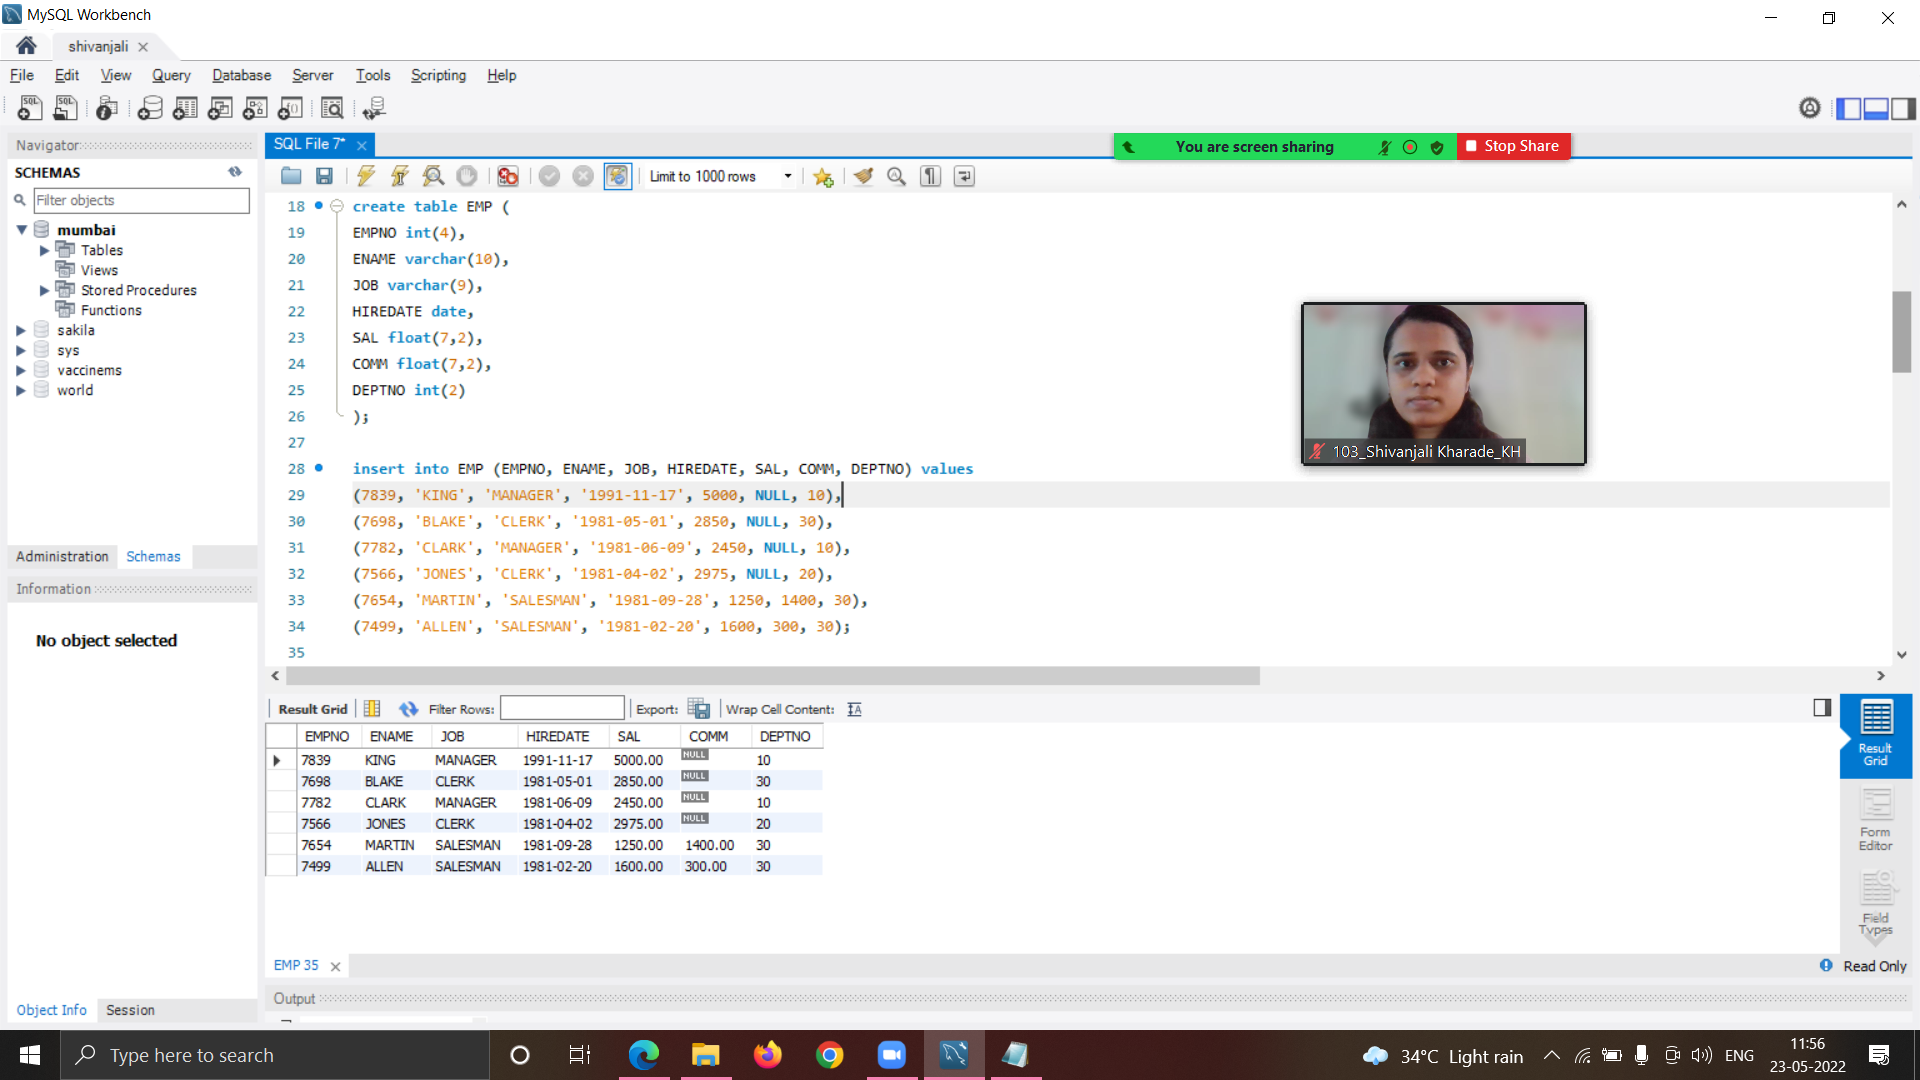 MySQL Workbench
shivanjali
File Edit View Query Database Server Tools Scripting Help
Navigator
SCHEMAS
Filter objects
mumbai
Tables
Views
Stored Procedures
Functions
sakila
sys
vaccinems
world
Administration Schemas
Information
No object selected
Object Info Session
SQL File 7*
You are screen sharing
Stop Share
Limit to 1000 rows
18 create table EMP (
19 EMPNO int(4),
20 ENAME varchar(10),
21 JOB varchar(9),
22 HIREDATE date,
23 SAL float(7,2),
24 COMM float(7,2),
25 DEPTNO int(2)
26 );
27
28 insert into EMP (EMPNO, ENAME, JOB, HIREDATE, SAL, COMM, DEPTNO) values
29 (7839, 'KING', 'MANAGER', '1991-11-17', 5000, NULL, 10),
30 (7698, 'BLAKE', 'CLERK', '1981-05-01', 2850, NULL, 30),
31 (7782, 'CLARK', 'MANAGER', '1981-06-09', 2450, NULL, 10),
32 (7566, 'JONES', 'CLERK', '1981-04-02', 2975, NULL, 20),
33 (7654, 'MARTIN', 'SALESMAN', '1981-09-28', 1250, 1400, 30),
34 (7499, 'ALLEN', 'SALESMAN', '1981-02-20', 1600, 300, 30);
35
103_Shivanjali Kharade_KH
Result Grid Filter Rows: Export: Wrap Cell Content:
EMPNO ENAME JOB HIREDATE SAL COMM DEPTNO
7839 KING MANAGER 1991-11-17 5000.00 NULL 10
7698 BLAKE CLERK 1981-05-01 2850.00 NULL 30
7782 CLARK MANAGER 1981-06-09 2450.00 NULL 10
7566 JONES CLERK 1981-04-02 2975.00 NULL 20
7654 MARTIN SALESMAN 1981-09-28 1250.00 1400.00 30
7499 ALLEN SALESMAN 1981-02-20 1600.00 300.00 30
Result
Grid
Form
Editor
Field
Types
EMP 35
Read Only
Output
Type here to search
34°C Light rain
ENG
11:56
23-05-2022